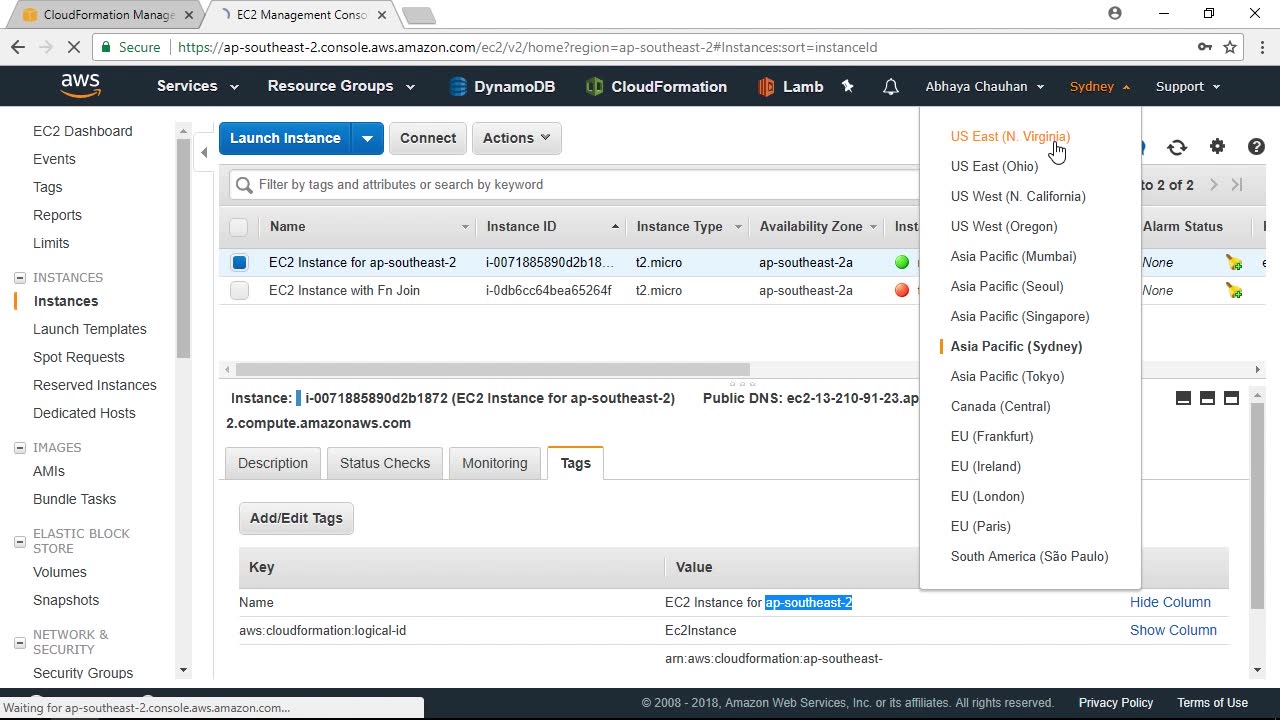 CloudFormation Manage
EC2 Management Conso
Secure
https://ap-southeast-2.console.aws.amazon.com/ec2/v2/home?region=ap-southeast-2#Instances:sort=instanceId
aws
Services
Resource Groups
DynamoDB
CloudFormation
Lamb
Abhaya Chauhan
Sydney
Support
EC2 Dashboard
Events
Tags
Reports
Limits
INSTANCES
Instances
Launch Templates
Spot Requests
Reserved Instances
Dedicated Hosts
IMAGES
AMIs
Bundle Tasks
ELASTIC BLOCK
STORE
Volumes
Snapshots
NETWORK &
SECURITY
Security Groups
Launch Instance
Connect
Actions
Filter by tags and attributes or search by keyword
to 2 of 2
Name
Instance ID
Instance Type
Availability Zone
Inst
Alarm Status
EC2 Instance for ap-southeast-2
i-0071885890d2b18...
t2.micro
ap-southeast-2a
None
EC2 Instance with Fn Join
i-0db6cc64bea65264f
t2.micro
ap-southeast-2a
None
US East (N. Virginia)
US East (Ohio)
US West (N. California)
US West (Oregon)
Asia Pacific (Mumbai)
Asia Pacific (Seoul)
Asia Pacific (Singapore)
Asia Pacific (Sydney)
Asia Pacific (Tokyo)
Canada (Central)
EU (Frankfurt)
EU (Ireland)
EU (London)
EU (Paris)
South America (São Paulo)
Instance: i-0071885890d2b1872 (EC2 Instance for ap-southeast-2)
Public DNS: ec2-13-210-91-23.ap
2.compute.amazonaws.com
Description
Status Checks
Monitoring
Tags
Add/Edit Tags
Key
Value
Name
EC2 Instance for ap-southeast-2
Hide Column
aws:cloudformation:logical-id
Ec2Instance
Show Column
arn:aws:cloudformation:ap-southeast-
Waiting for ap-southeast-2.console.aws.amazon.com...
© 2008 - 2018, Amazon Web Services, Inc. or its affiliates. All rights reserved.
Privacy Policy
Terms of Use